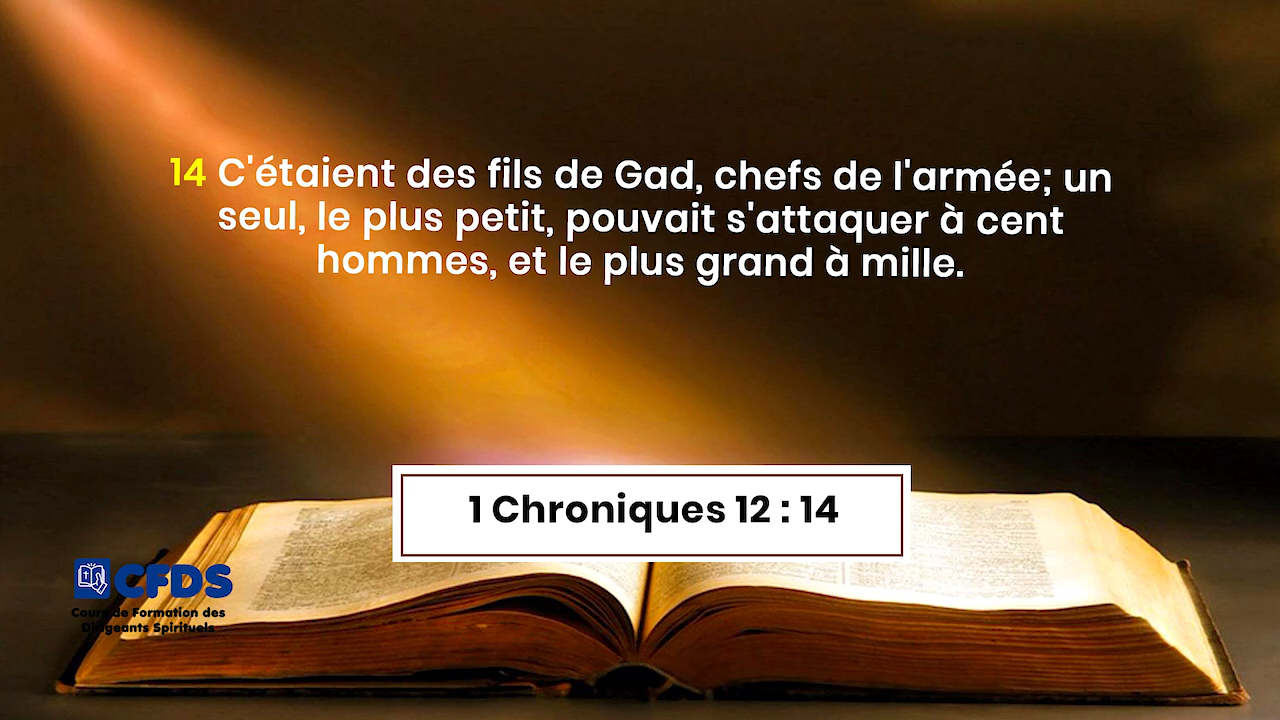 14 C'étaient des fils de Gad, chefs de l'armée; un
seul, le plus petit, pouvait s'attaquer à cent
hommes, et le plus grand à mille.
1 Chroniques 12 : 14
CFDS
Cours de Formation des
Dirigeants Spirituels